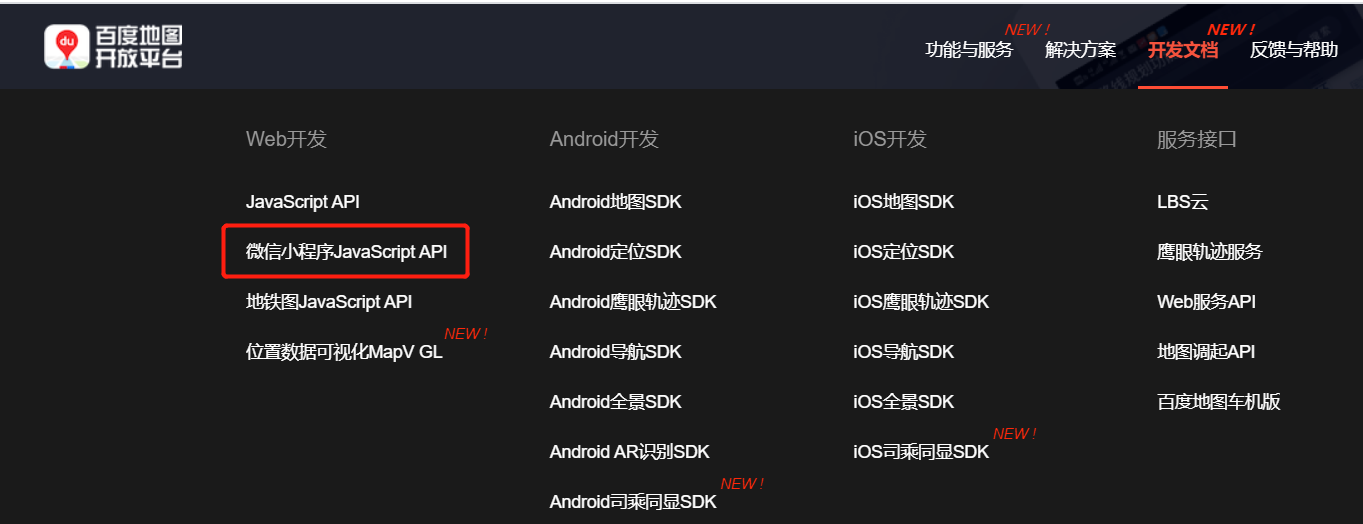 du
百度地图
开放平台
功能与服务 NEW !
解决方案
开发文档 NEW !
反馈与帮助
Web开发
JavaScript API
微信小程序JavaScript API
地铁图JavaScript API
位置数据可视化MapV GL NEW !
Android开发
Android地图SDK
Android定位SDK
Android鹰眼轨迹SDK
Android导航SDK
Android全景SDK
Android AR识别SDK
Android司乘同显SDK NEW !
iOS开发
iOS地图SDK
iOS定位SDK
iOS鹰眼轨迹SDK
iOS导航SDK
iOS全景SDK
iOS司乘同显SDK NEW !
服务接口
LBS云
鹰眼轨迹服务
Web服务API
地图调起API
百度地图车机版